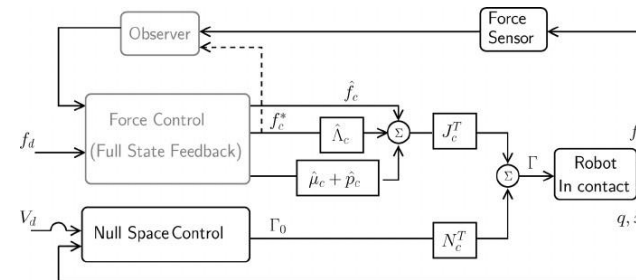 Force
Sensor
Observer
f̂_c
f_c^*
Force Control
(Full State Feedback)
Λ̂_c
Σ
J_c^T
f_d
μ̂_c + p̂_c
Σ
Γ
Robot
In contact
f
V_d
Null Space Control
Γ_0
N_c^T
q,